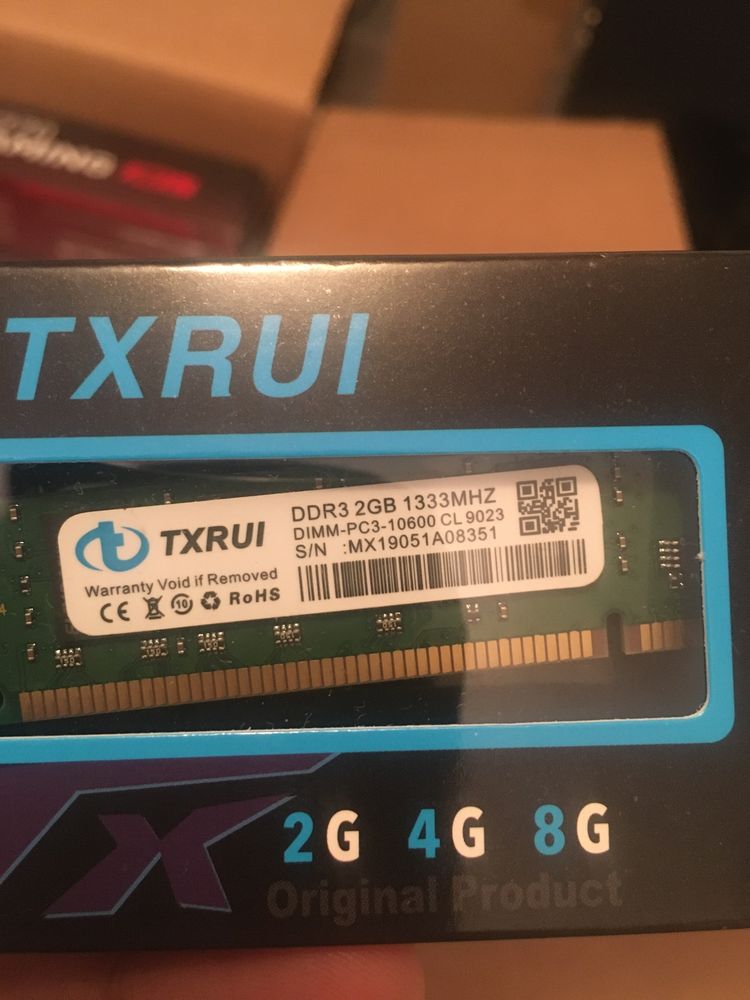 TXRUI
TXRUI
Warranty Void if Removed
CE 10 RoHS
DDR3 2GB 1333MHZ
DIMM-PC3-10600 CL 9023
S/N :MX19051A08351
2G 4G 8G
Original Product